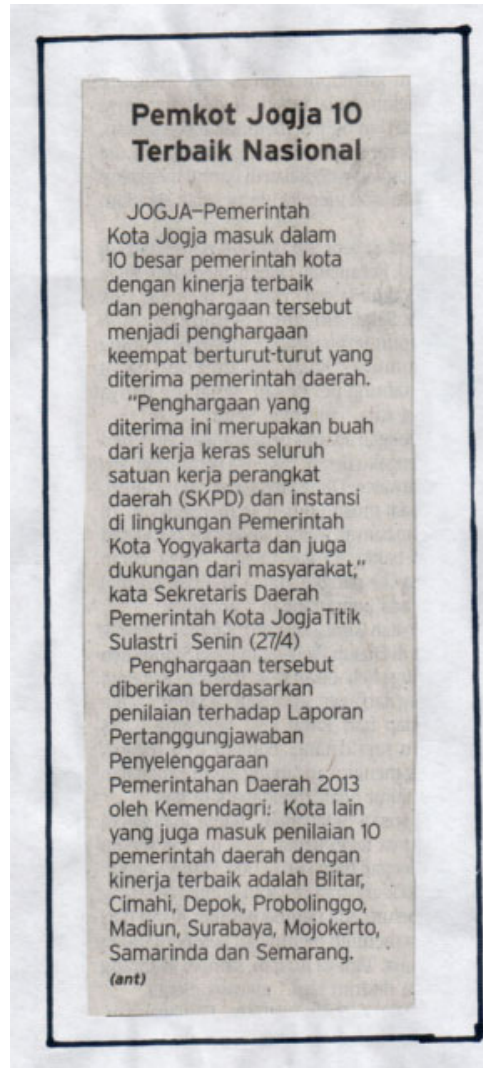 Pemkot Jogja 10
Terbaik Nasional
JOGJA–Pemerintah
Kota Jogja masuk dalam
10 besar pemerintah kota
dengan kinerja terbaik
dan penghargaan tersebut
menjadi penghargaan
keempat berturut-turut yang
diterima pemerintah daerah.
“Penghargaan yang
diterima ini merupakan buah
dari kerja keras seluruh
satuan kerja perangkat
daerah (SKPD) dan instansi
di lingkungan Pemerintah
Kota Yogyakarta dan juga
dukungan dari masyarakat,”
kata Sekretaris Daerah
Pemerintah Kota JogjaTitik
Sulastri Senin (27/4)
Penghargaan tersebut
diberikan berdasarkan
penilaian terhadap Laporan
Pertanggungjawaban
Penyelenggaraan
Pemerintahan Daerah 2013
oleh Kemendagri: Kota lain
yang juga masuk penilaian 10
pemerintah daerah dengan
kinerja terbaik adalah Blitar,
Cimahi, Depok, Probolinggo,
Madiun, Surabaya, Mojokerto,
Samarinda dan Semarang.
(ant)